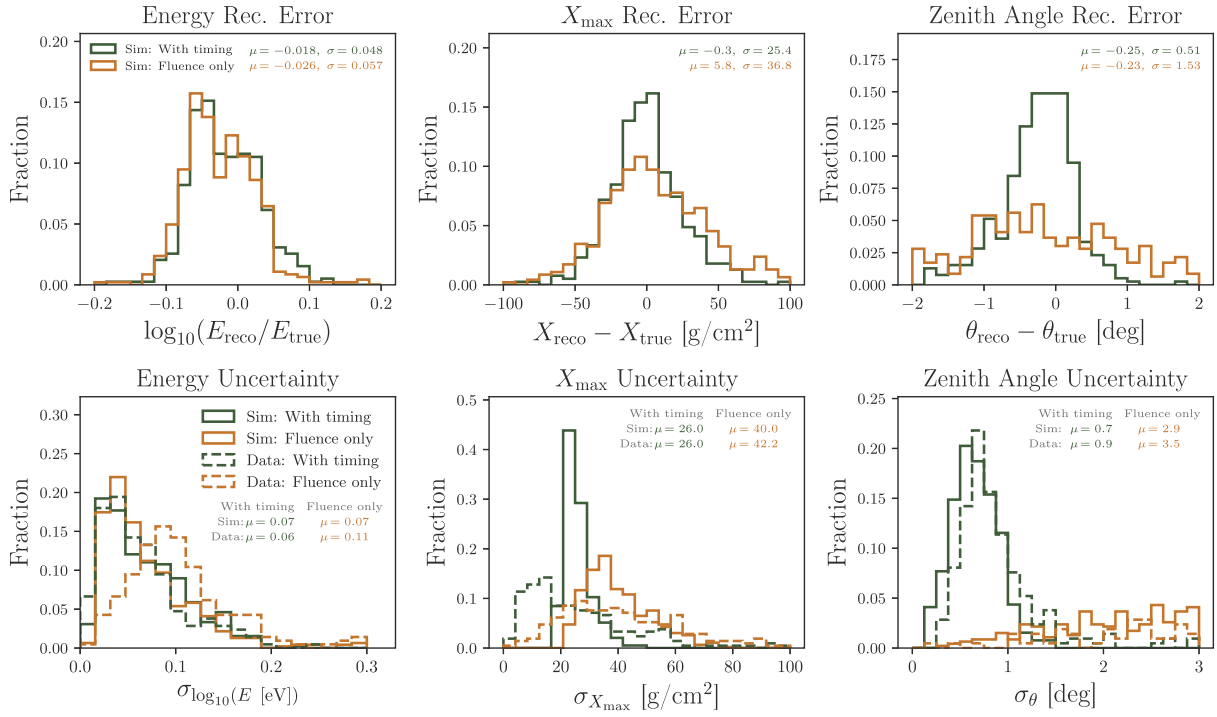 Energy Rec. Error
0.20
0.15
0.10
0.05
0.00
Fraction
Sim: With timing
Sim: Fluence only
μ = −0.018, σ = 0.048
μ = −0.026, σ = 0.057
−0.2 −0.1 0.0 0.1 0.2
log₁₀(E_reco/E_true)
X_max Rec. Error
0.20
0.15
0.10
0.05
0.00
Fraction
μ = −0.3, σ = 25.4
μ = 5.8, σ = 36.8
−100 −50 0 50 100
X_reco − X_true [g/cm²]
Zenith Angle Rec. Error
0.175
0.150
0.125
0.100
0.075
0.050
0.025
0.000
Fraction
μ = −0.25, σ = 0.51
μ = −0.23, σ = 1.53
−2 −1 0 1 2
θ_reco − θ_true [deg]
Energy Uncertainty
0.30
0.25
0.20
0.15
0.10
0.05
0.00
Fraction
Sim: With timing
Sim: Fluence only
Data: With timing
Data: Fluence only
With timing Fluence only
Sim: μ = 0.07 μ = 0.07
Data: μ = 0.06 μ = 0.11
0.0 0.1 0.2 0.3
σ_log₁₀(E [eV])
X_max Uncertainty
0.5
0.4
0.3
0.2
0.1
0.0
Fraction
With timing Fluence only
Sim: μ = 26.0 μ = 40.0
Data: μ = 26.0 μ = 42.2
0 20 40 60 80 100
σ_X_max [g/cm²]
Zenith Angle Uncertainty
0.25
0.20
0.15
0.10
0.05
0.00
Fraction
With timing Fluence only
Sim: μ = 0.7 μ = 2.9
Data: μ = 0.9 μ = 3.5
0 1 2 3
σ_θ [deg]